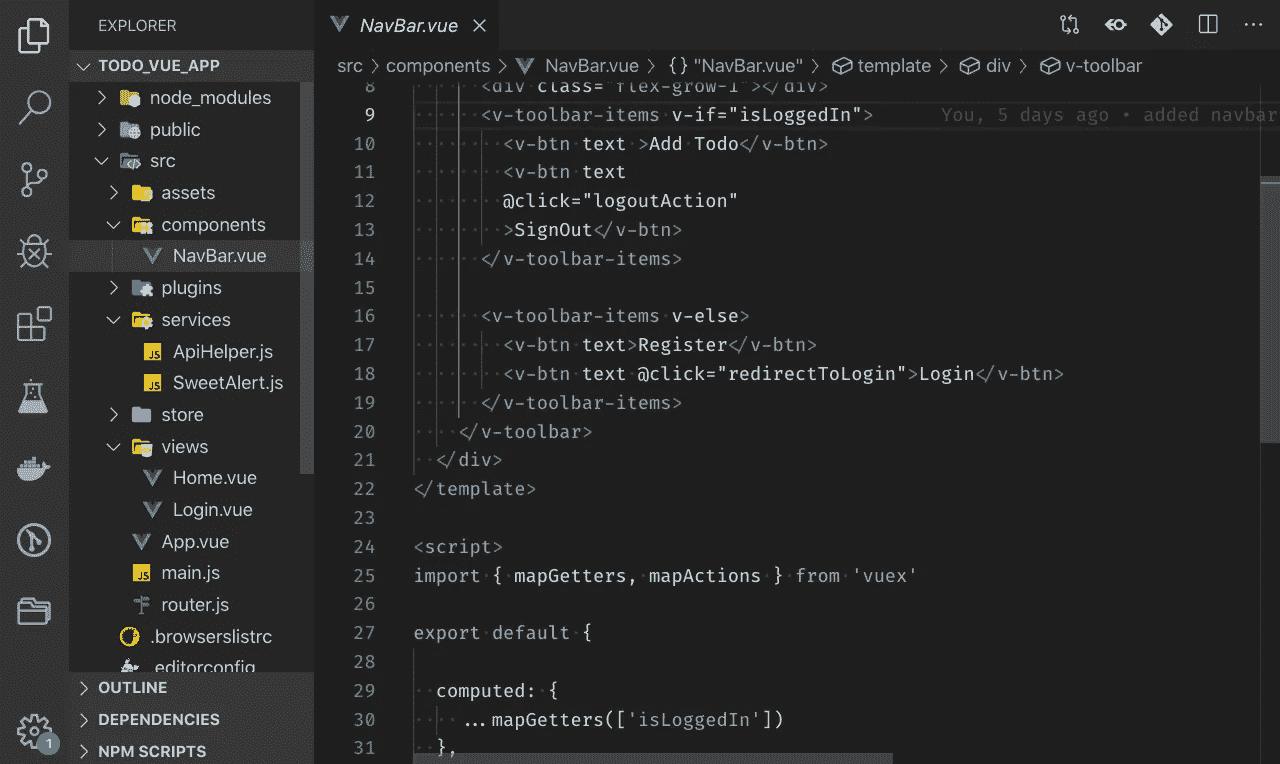 EXPLORER
TODO_VUE_APP
node_modules
public
src
assets
components
NavBar.vue
plugins
services
JS ApiHelper.js
JS SweetAlert.js
store
views
Home.vue
Login.vue
App.vue
JS main.js
router.js
.browserslistrc
.editorconfig
OUTLINE
DEPENDENCIES
NPM SCRIPTS
1
NavBar.vue
src > components > NavBar.vue > {} "NavBar.vue" > template > div > v-toolbar
8 <div class="flex-grow-1"></div>
9 <v-toolbar-items v-if="isLoggedIn"> You, 5 days ago • added navbar
10 <v-btn text >Add Todo</v-btn>
11 <v-btn text
12 @click="logoutAction"
13 >SignOut</v-btn>
14 </v-toolbar-items>
15
16 <v-toolbar-items v-else>
17 <v-btn text>Register</v-btn>
18 <v-btn text @click="redirectToLogin">Login</v-btn>
19 </v-toolbar-items>
20 </v-toolbar>
21 </div>
22 </template>
23
24 <script>
25 import { mapGetters, mapActions } from 'vuex'
26
27 export default {
28
29 computed: {
30 ...mapGetters(['isLoggedIn'])
31 },